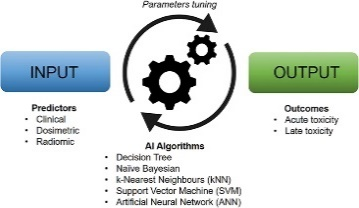 Parameters tuning
INPUT
OUTPUT
Predictors
• Clinical
• Dosimetric
• Radiomic
AI Algorithms
• Decision Tree
• Naïve Bayesian
• k-Nearest Neighbours (kNN)
• Support Vector Machine (SVM)
• Artificial Neural Network (ANN)
Outcomes
• Acute toxicity
• Late toxicity